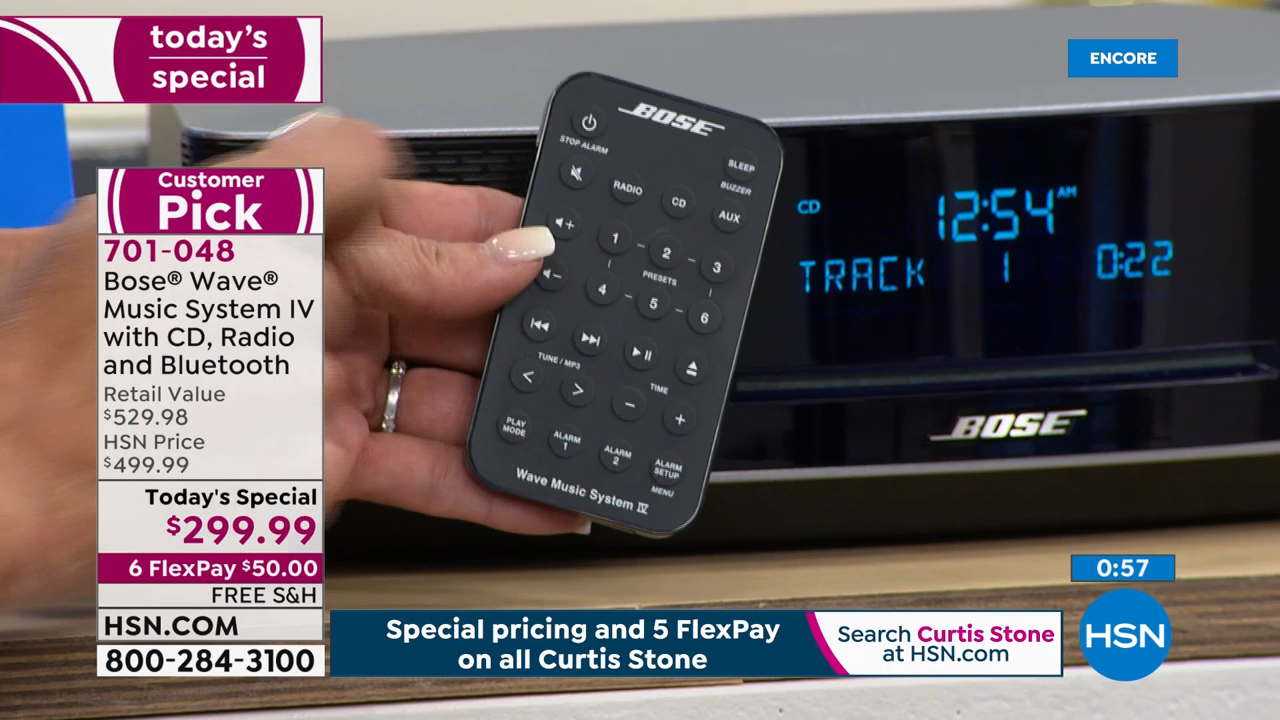 today's
special
ENCORE
Customer
Pick
701-048
Bose® Wave®
Music System IV
with CD, Radio
and Bluetooth
Retail Value
$529.98
HSN Price
$499.99
Today's Special
$299.99
6 FlexPay $50.00
FREE S&H
HSN.COM
800-284-3100
BOSE
STOP ALARM
SLEEP
BUZZER
RADIO
CD
AUX
1
2
3
PRESETS
4
5
6
TUNE / MP3
TIME
<
>
−
+
PLAY
MODE
ALARM
1
ALARM
2
ALARM
SETUP
MENU
Wave Music System IV
CD
12:54 AM
TRACK 1 0:22
BOSE
0:57
Special pricing and 5 FlexPay
on all Curtis Stone
Search Curtis Stone
at HSN.com
HSN